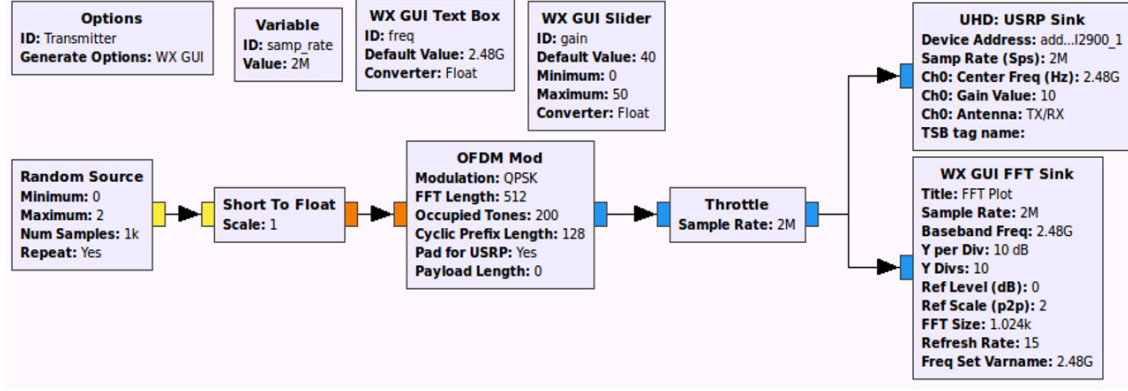 Options
ID: Transmitter
Generate Options: WX GUI
Variable
ID: samp_rate
Value: 2M
WX GUI Text Box
ID: freq
Default Value: 2.48G
Converter: Float
WX GUI Slider
ID: gain
Default Value: 40
Minimum: 0
Maximum: 50
Converter: Float
UHD: USRP Sink
Device Address: add...I2900_1
Samp Rate (Sps): 2M
Ch0: Center Freq (Hz): 2.48G
Ch0: Gain Value: 10
Ch0: Antenna: TX/RX
TSB tag name:
Random Source
Minimum: 0
Maximum: 2
Num Samples: 1k
Repeat: Yes
Short To Float
Scale: 1
OFDM Mod
Modulation: QPSK
FFT Length: 512
Occupied Tones: 200
Cyclic Prefix Length: 128
Pad for USRP: Yes
Payload Length: 0
Throttle
Sample Rate: 2M
WX GUI FFT Sink
Title: FFT Plot
Sample Rate: 2M
Baseband Freq: 2.48G
Y per Div: 10 dB
Y Divs: 10
Ref Level (dB): 0
Ref Scale (p2p): 2
FFT Size: 1.024k
Refresh Rate: 15
Freq Set Varname: 2.48G